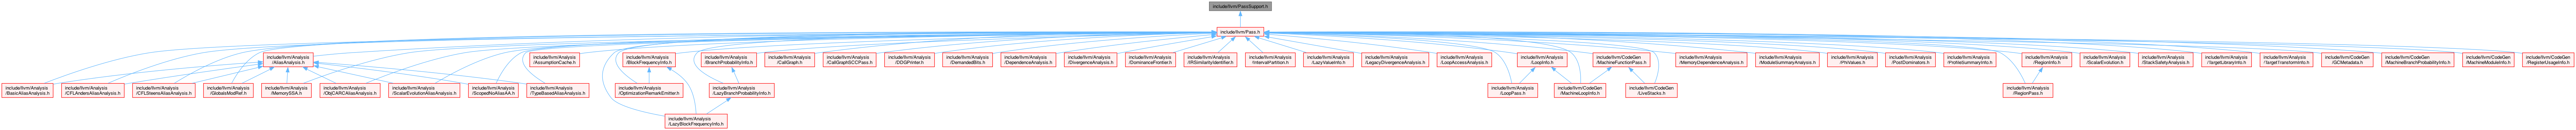 include/llvm/PassSupport.h
include/llvm/Pass.h
include/llvm/Analysis
/AliasAnalysis.h
include/llvm/Analysis
/AssumptionCache.h
include/llvm/Analysis
/BlockFrequencyInfo.h
include/llvm/Analysis
/BranchProbabilityInfo.h
include/llvm/Analysis
/CallGraph.h
include/llvm/Analysis
/CallGraphSCCPass.h
include/llvm/Analysis
/DDGPrinter.h
include/llvm/Analysis
/DemandedBits.h
include/llvm/Analysis
/DependenceAnalysis.h
include/llvm/Analysis
/DivergenceAnalysis.h
include/llvm/Analysis
/DominanceFrontier.h
include/llvm/Analysis
/IRSimilarityIdentifier.h
include/llvm/Analysis
/IntervalPartition.h
include/llvm/Analysis
/LazyValueInfo.h
include/llvm/Analysis
/LegacyDivergenceAnalysis.h
include/llvm/Analysis
/LoopAccessAnalysis.h
include/llvm/Analysis
/LoopInfo.h
include/llvm/CodeGen
/MachineFunctionPass.h
include/llvm/Analysis
/MemoryDependenceAnalysis.h
include/llvm/Analysis
/ModuleSummaryAnalysis.h
include/llvm/Analysis
/PhiValues.h
include/llvm/Analysis
/PostDominators.h
include/llvm/Analysis
/ProfileSummaryInfo.h
include/llvm/Analysis
/RegionInfo.h
include/llvm/Analysis
/ScalarEvolution.h
include/llvm/Analysis
/StackSafetyAnalysis.h
include/llvm/Analysis
/TargetLibraryInfo.h
include/llvm/Analysis
/TargetTransformInfo.h
include/llvm/CodeGen
/GCMetadata.h
include/llvm/CodeGen
/MachineBranchProbabilityInfo.h
include/llvm/CodeGen
/MachineModuleInfo.h
include/llvm/CodeGen
/RegisterUsageInfo.h
include/llvm/Analysis
/BasicAliasAnalysis.h
include/llvm/Analysis
/CFLAndersAliasAnalysis.h
include/llvm/Analysis
/CFLSteensAliasAnalysis.h
include/llvm/Analysis
/GlobalsModRef.h
include/llvm/Analysis
/MemorySSA.h
include/llvm/Analysis
/ObjCARCAliasAnalysis.h
include/llvm/Analysis
/ScalarEvolutionAliasAnalysis.h
include/llvm/Analysis
/ScopedNoAliasAA.h
include/llvm/Analysis
/TypeBasedAliasAnalysis.h
include/llvm/Analysis
/OptimizationRemarkEmitter.h
include/llvm/Analysis
/LazyBranchProbabilityInfo.h
include/llvm/Analysis
/LoopPass.h
include/llvm/CodeGen
/MachineLoopInfo.h
include/llvm/CodeGen
/LiveStacks.h
include/llvm/Analysis
/RegionPass.h
include/llvm/Analysis
/LazyBlockFrequencyInfo.h